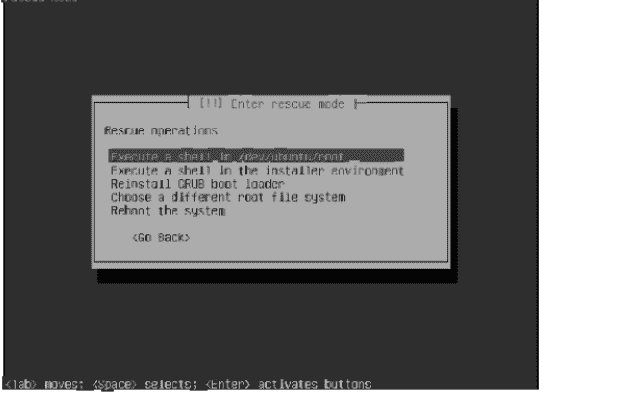 [!!] Enter rescue mode
Rescue operations
Execute a shell in /dev/ubuntu/root
Execute a shell in the installer environment
Reinstall GRUB boot loader
Choose a different root file system
Reboot the system
<Go Back>
<Tab> moves; <Space> selects; <Enter> activates buttons